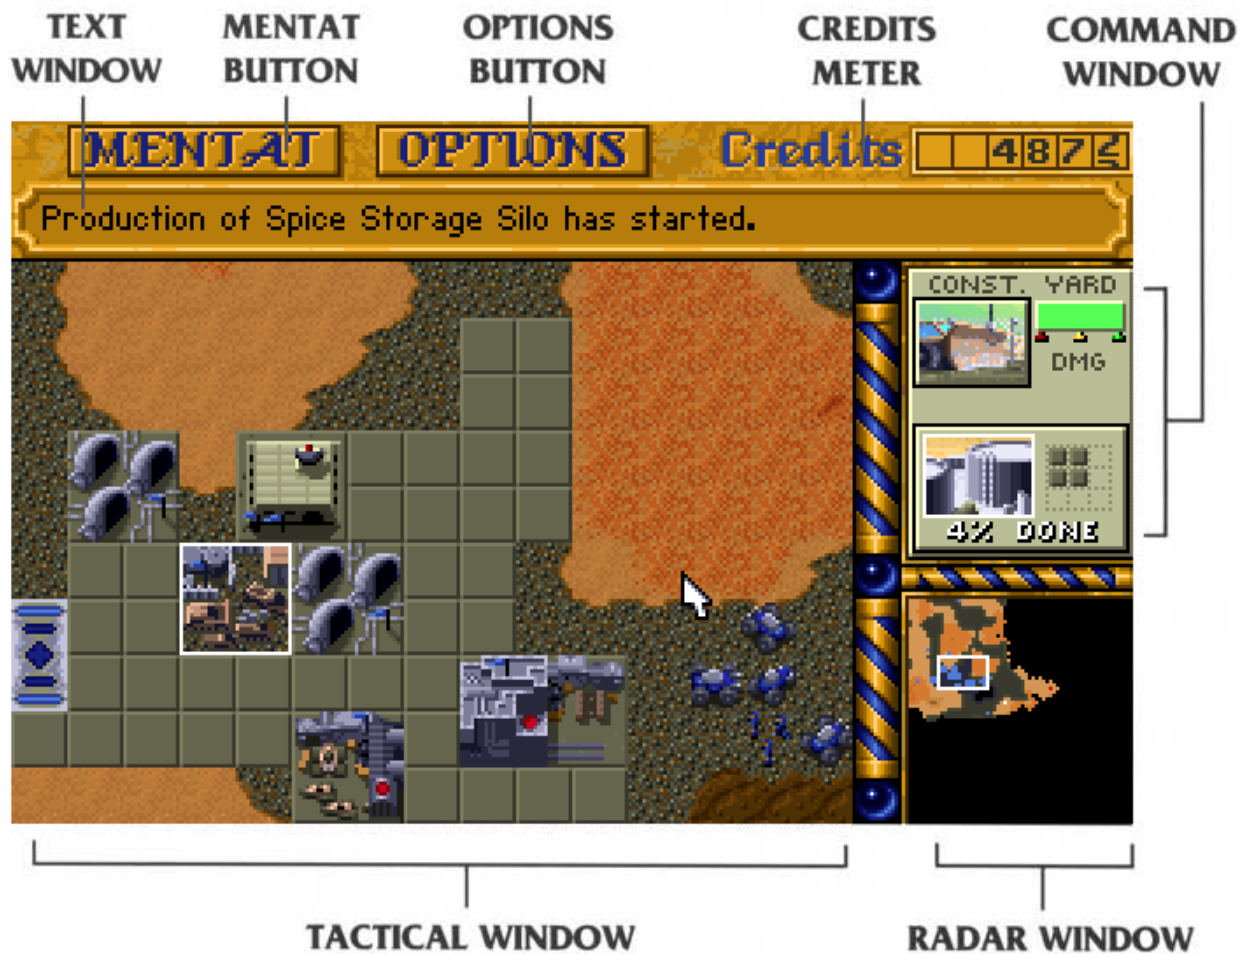 TEXT WINDOW
MENTAT BUTTON
OPTIONS BUTTON
CREDITS METER
COMMAND WINDOW
MENTAT
OPTIONS
Credits
487
Production of Spice Storage Silo has started.
CONST. YARD
DMG
4% DONE
TACTICAL WINDOW
RADAR WINDOW